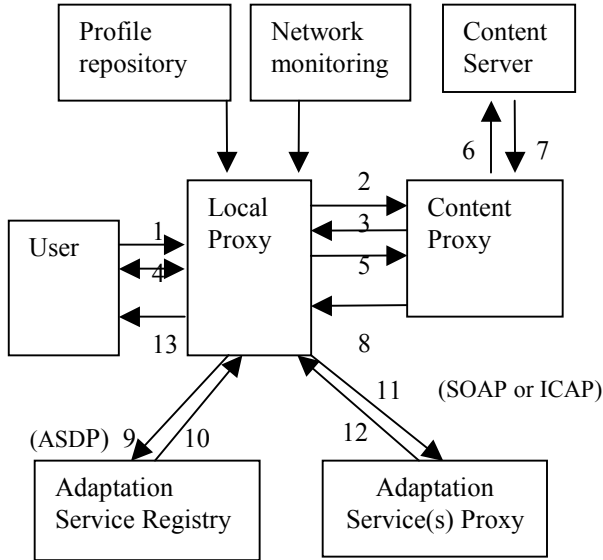 Profile
repository
Network
monitoring
Content
Server
6
7
2
Local
Proxy
Content
Proxy
3
1
User
4
5
13
8
11
(SOAP or ICAP)
12
(ASDP)
9
10
Adaptation
Service Registry
Adaptation
Service(s) Proxy